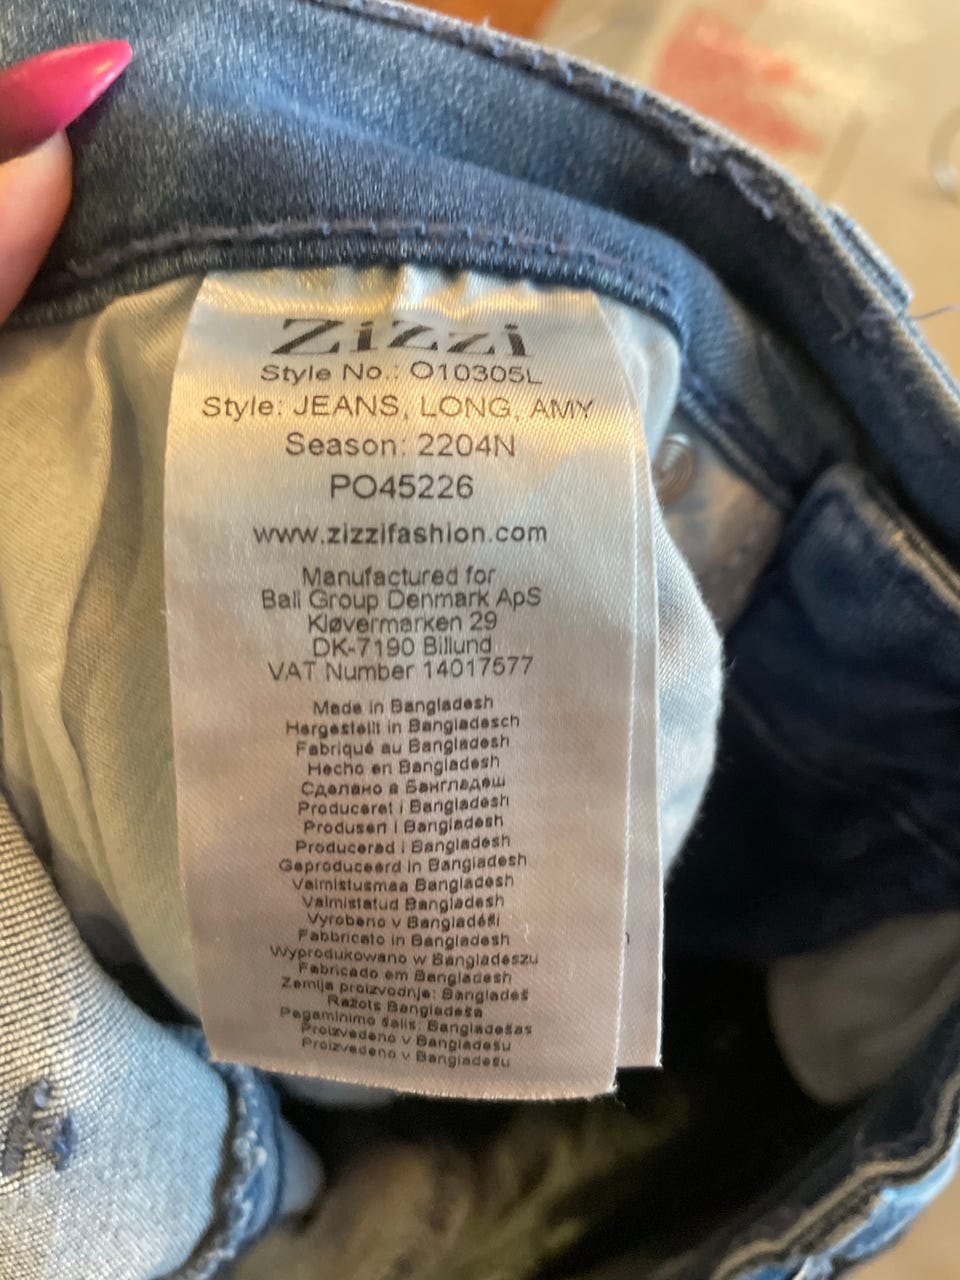 ZiZZi
Style No.: O10305L
Style: JEANS, LONG, AMY
Season: 2204N
PO45226
www.zizzifashion.com
Manufactured for
Bali Group Denmark ApS
Kløvermarken 29
DK-7190 Billund
VAT Number 14017577
Made in Bangladesh
Hergestellt in Bangladesch
Fabriqué au Bangladesh
Hecho en Bangladesh
Сделано в Бангладеш
Produceret i Bangladesh
Produsert i Bangladesh
Producerad i Bangladesh
Geproduceerd in Bangladesh
Valmistusmaa Bangladesh
Valmistatud Bangladesh
Vyrobeno v Bangladéši
Fabbricato in Bangladesh
Wyprodukowano w Bangladeszu
Fabricado em Bangladesh
Zemlja proizvodnje: Bangladeš
Ražots Bangladeša
Pagaminimo šalis: Bangladešas
Proizvedeno v Bangladešu
Proizvedeno v Bangladešu